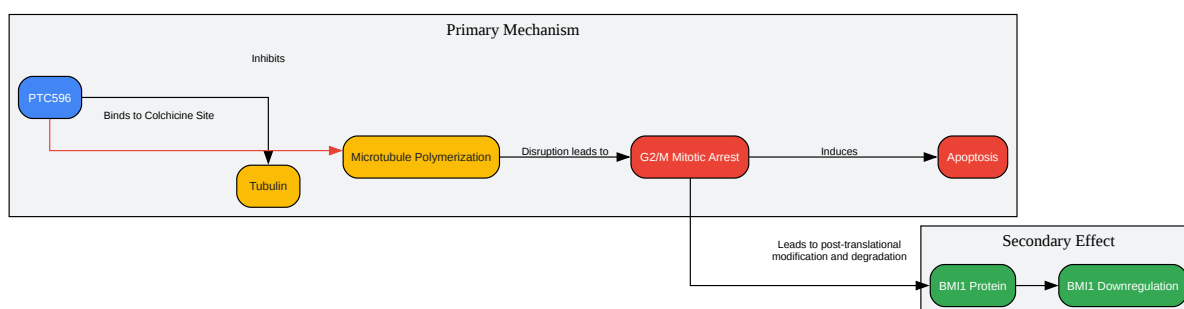 Primary Mechanism
Inhibits
PTC596
Binds to Colchicine Site
Microtubule Polymerization
Disruption leads to
G2/M Mitotic Arrest
Induces
Apoptosis
Tubulin
Leads to post-translational
modification and degradation
Secondary Effect
BMI1 Protein
BMI1 Downregulation